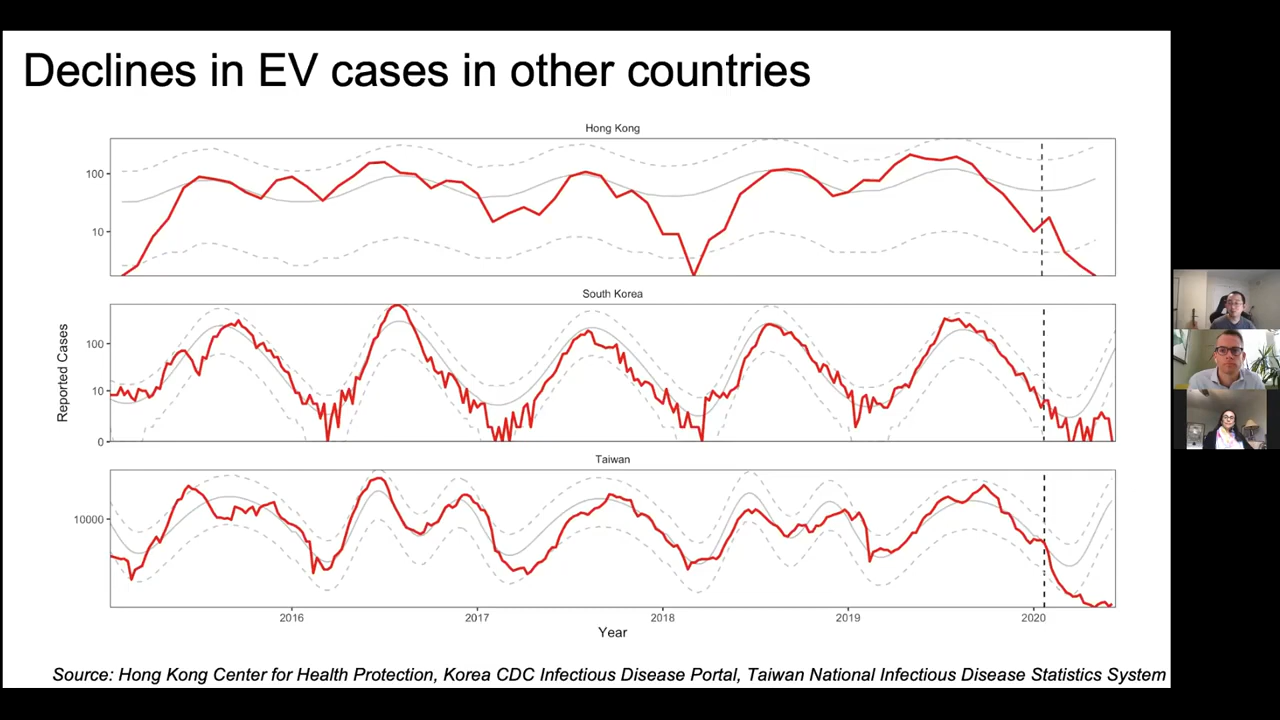 Declines in EV cases in other countries
Hong Kong
100
10
South Korea
100
10
0
Taiwan
10000
Reported Cases
2016 2017 2018 2019 2020
Year
Source: Hong Kong Center for Health Protection, Korea CDC Infectious Disease Portal, Taiwan National Infectious Disease Statistics System